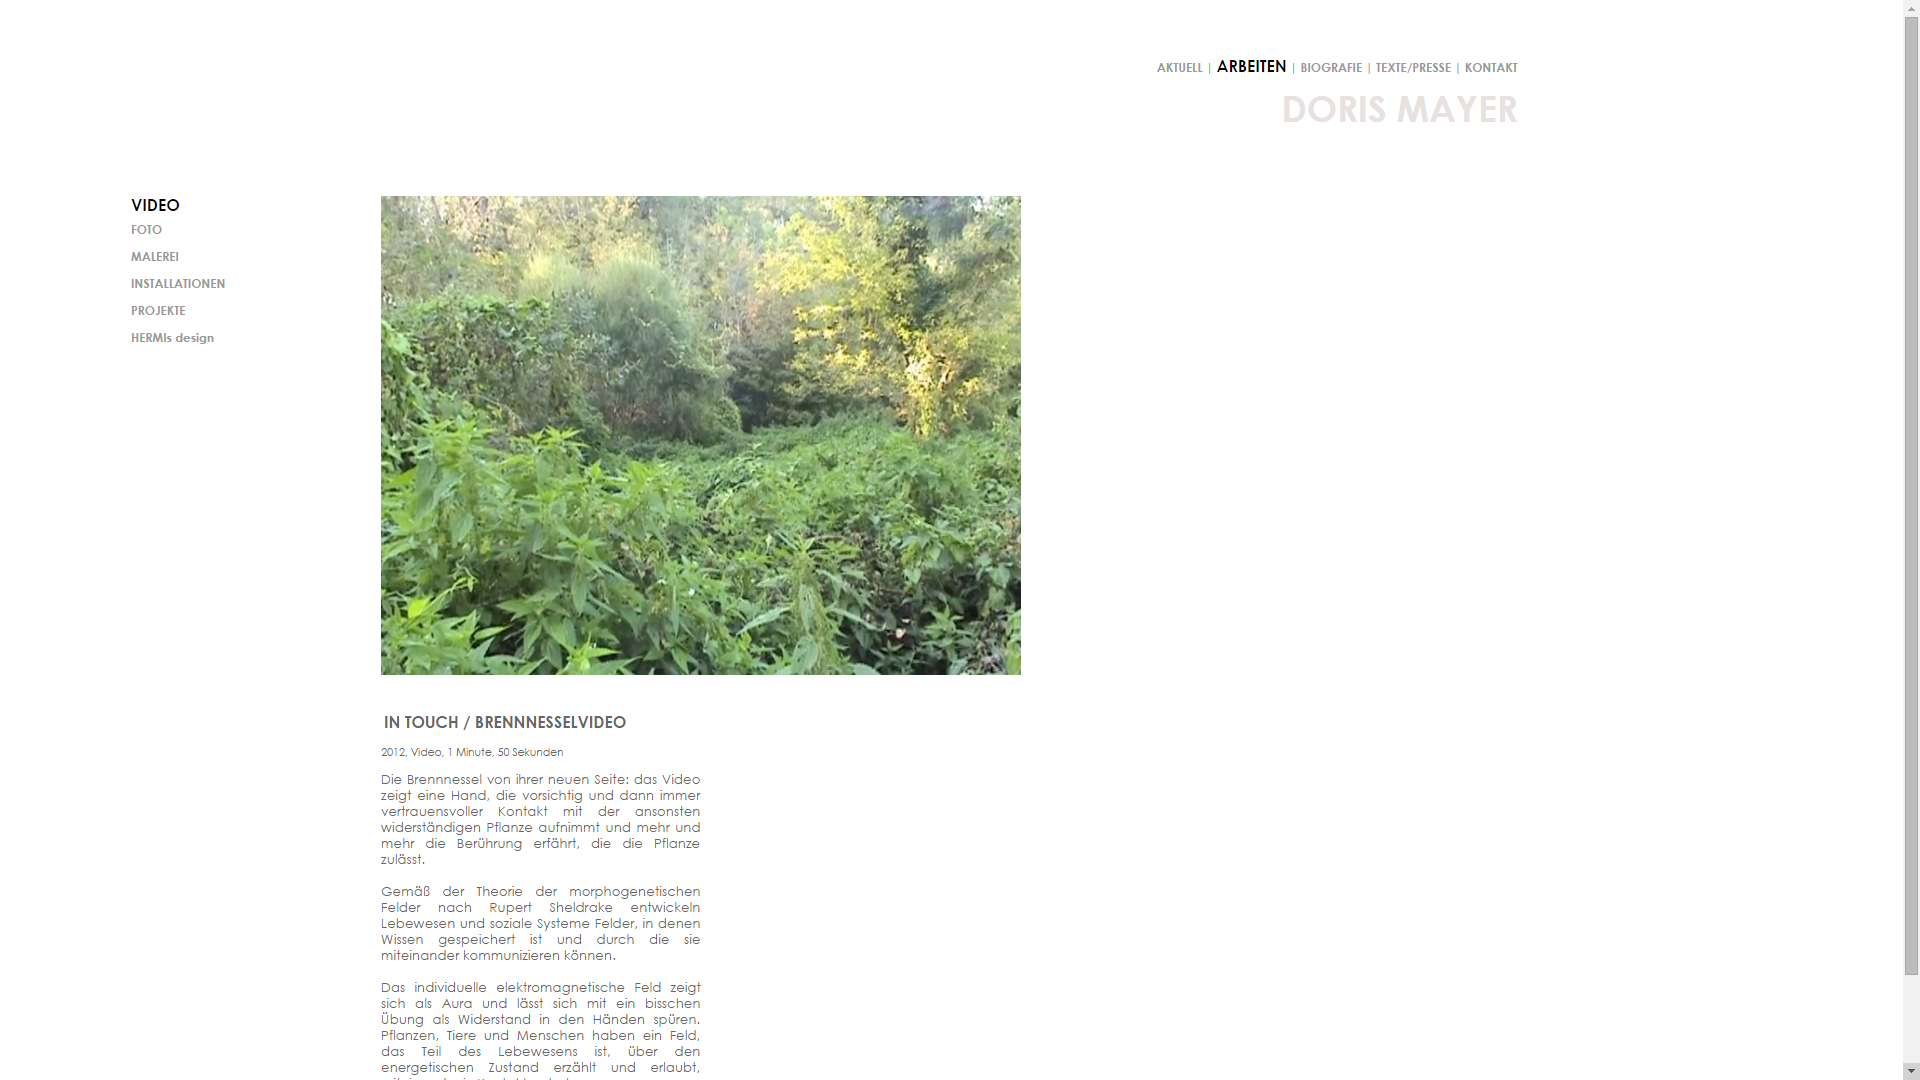 AKTUELL | ARBEITEN | BIOGRAFIE | TEXTE/PRESSE | KONTAKT
DORIS MAYER
VIDEO
FOTO
MALEREI
INSTALLATIONEN
PROJEKTE
HERMIs design
IN TOUCH / BRENNNESSELVIDEO
2012, Video, 1 Minute, 50 Sekunden
Die Brennnessel von ihrer neuen Seite: das Video
zeigt eine Hand, die vorsichtig und dann immer
vertrauensvoller Kontakt mit der ansonsten
widerständigen Pflanze aufnimmt und mehr und
mehr die Berührung erfährt, die die Pflanze
zulässt.
Gemäß der Theorie der morphogenetischen
Felder nach Rupert Sheldrake entwickeln
Lebewesen und soziale Systeme Felder, in denen
Wissen gespeichert ist und durch die sie
miteinander kommunizieren können.
Das individuelle elektromagnetische Feld zeigt
sich als Aura und lässt sich mit ein bisschen
Übung als Widerstand in den Händen spüren.
Pflanzen, Tiere und Menschen haben ein Feld,
das Teil des Lebewesens ist, über den
energetischen Zustand erzählt und erlaubt,